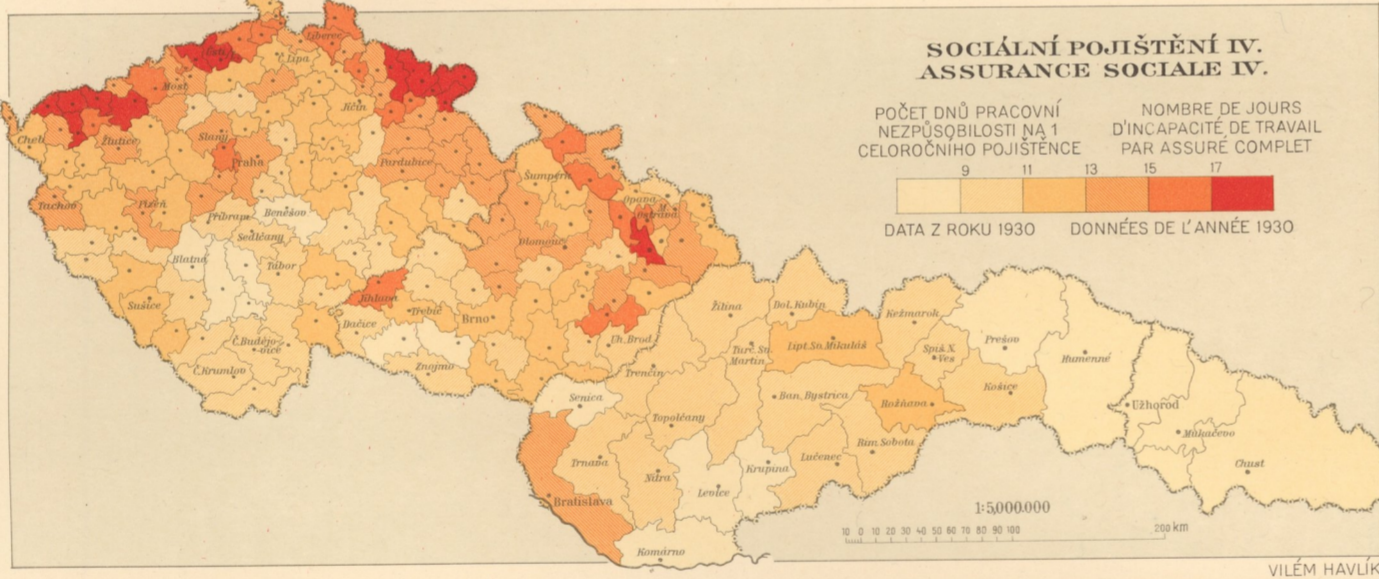 SOCIÁLNÍ POJIŠTĚNÍ IV.
ASSURANCE SOCIALE IV.
POČET DNŮ PRACOVNÍ
NEZPŮSOBILOSTI NA 1
CELOROČNÍHO POJIŠTĚNCE
NOMBRE DE JOURS
D'INCAPACITÉ DE TRAVAIL
PAR ASSURÉ COMPLET
9 11 13 15 17
DATA Z ROKU 1930 DONNÉES DE L'ANNÉE 1930
Liberec
Ústí
Č. Lípa
Most
Jičín
Cheb
Žlutice
Slaný
Praha
Pardubice
Šumperk
Tachov
Plzeň
Příbram
Benešov
Opava
M. Ostrava
Sedlčany
Olomouc
Blatná
Tábor
Sušice
Jihlava
Třebíč
Brno
Dačice
Uh. Brod
Č. Budějo-
vice
Č. Krumlov
Znojmo
Žilina
Dol. Kubín
Kežmarok
Turč. Sv.
Martin
Lipt. Sv. Mikuláš
Spiš. N.
Ves
Prešov
Humenné
Trenčín
Senica
Ban. Bystrica
Rožňava
Košice
Užhorod
Topolčany
Mukačevo
Rim. Sobota
Trnava
Nitra
Krupina
Lučenec
Chust
Levice
Bratislava
Komárno
1:5,000.000
10 0 10 20 30 40 50 60 70 80 90 100 200 km
VILÉM HAVLÍK